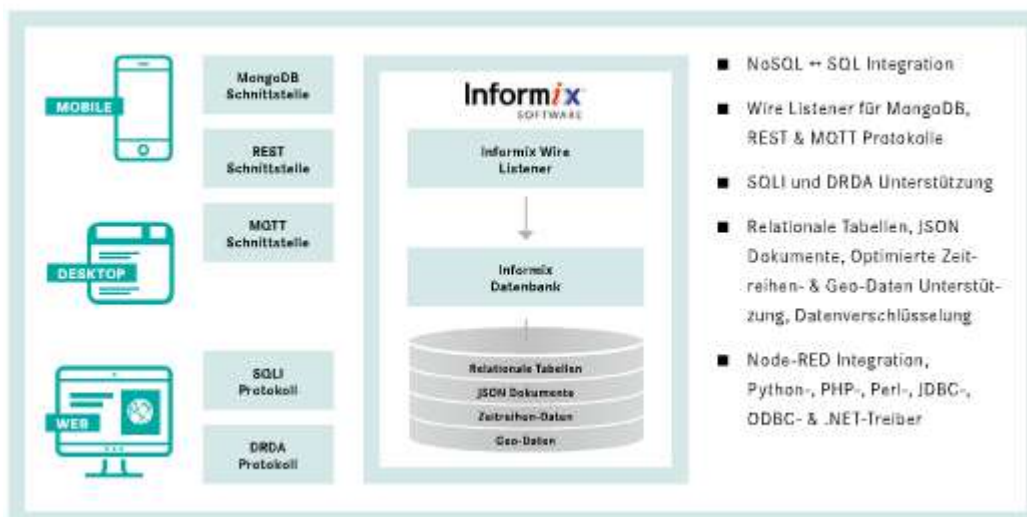 MOBILE
DESKTOP
WEB
MongoDB
Schnittstelle
REST
Schnittstelle
MQTT
Schnittstelle
SQLI
Protokoll
DRDA
Protokoll
Informix
SOFTWARE
Informix Wire
Listener
Informix
Datenbank
Relationale Tabellen
JSON Dokumente
Zeitreihen-Daten
Geo-Daten
■ NoSQL ↔ SQL Integration
■ Wire Listener für MongoDB,
REST & MQTT Protokolle
■ SQLI und DRDA Unterstützung
■ Relationale Tabellen, JSON
Dokumente, Optimierte Zeit-
reihen- & Geo-Daten Unterstüt-
zung, Datenverschlüsselung
■ Node-RED Integration,
Python-, PHP-, Perl-, JDBC-,
ODBC- & .NET-Treiber